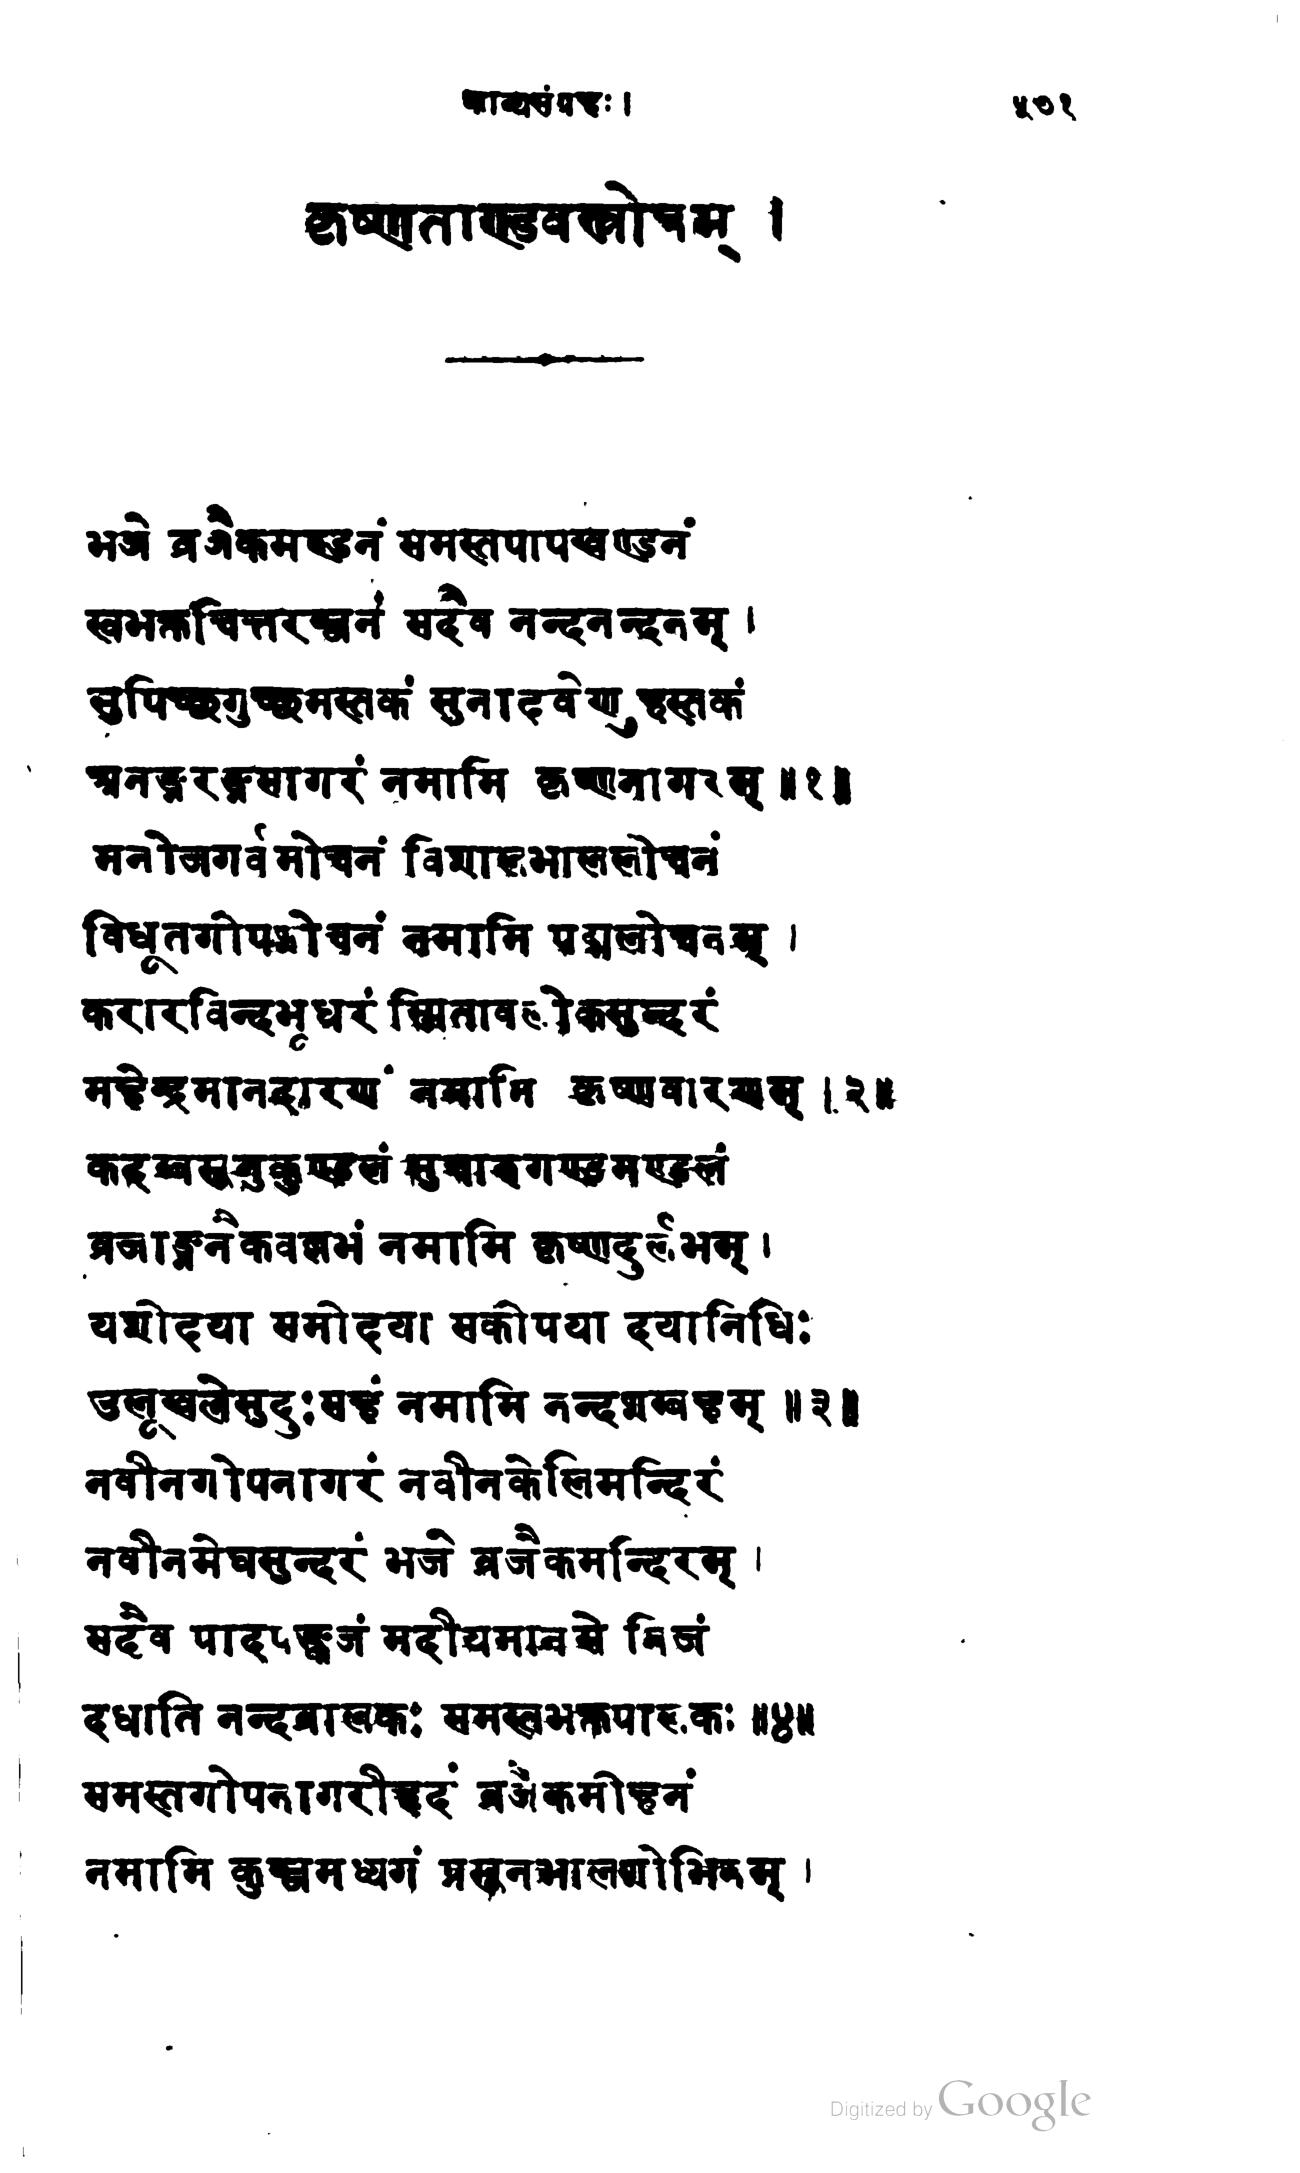 काव्यसंग्रहः। ५७१
कृष्णताण्डवस्तोत्रम् ।
भजे व्रजैकमण्डनं समस्तपापखण्डनं
स्वभक्तचित्तरञ्जनं सदैव नन्दनन्दनम् ।
सुपिच्छगुच्छमस्तकं सुनादवेणुहस्तकं
अनङ्गरङ्गसागरं नमामि कृष्णनागरम् ॥१॥
मनोजगर्वमोचनं विशालभाललोचनं
विधूतगोपशोचनं नमामि पद्मलोचनम् ।
करारविन्दभूधरं स्मितावलोकसुन्दरं
महेन्द्रमानदारणं नमामि कृष्णवारणम् ।२॥
कदम्बसूनुकुण्डलं सुचारुगण्डमण्डलं
व्रजाङ्गनैकवल्लभं नमामि कृष्णदुर्लभम् ।
यशोदया समोदया सकोपया दयानिधिः
उलूखलेसुदुःसहं नमामि नन्द
नवीनगोपनागरं नवीनकेलिमन्दिरं
नवीनमेघसुन्दरं भजे व्रजैकमन्दिरम् ।
सदैव पादपङ्कजं मदीयमानसे निजं
दधाति नन्दबालकः समस्तभक्तपालकः ॥४॥
समस्तगोपनागरीहृदं व्रजैकमोहनं
नमामि कुञ्जमध्यगं प्रसूनभालशोभितम् ।
Digitized by Google